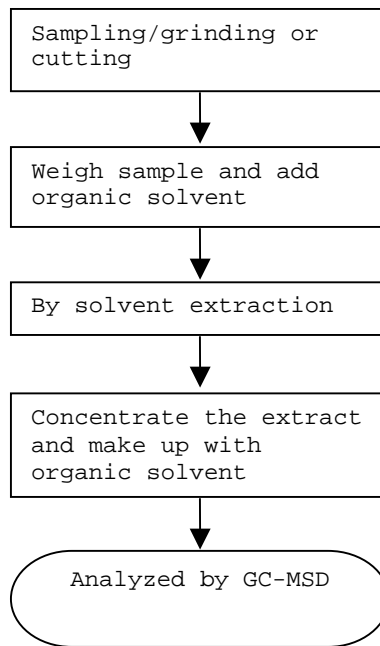 Sampling/grinding or
cutting
Weigh sample and add
organic solvent
By solvent extraction
Concentrate the extract
and make up with
organic solvent
Analyzed by GC-MSD